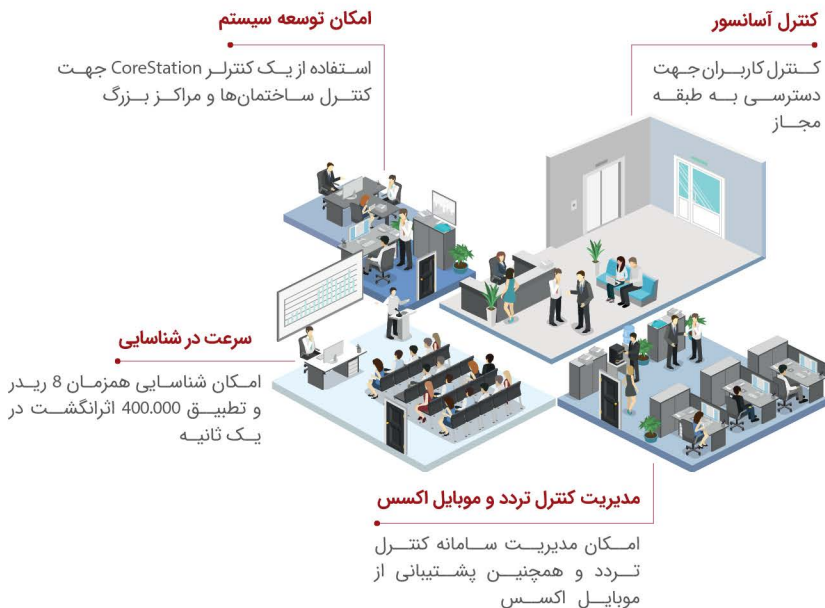 کنترل آسانسور
کنترل کاربران جهت
دسترسی به طبقه
مجاز
امکان توسعه سیستم
استفاده از یک کنترلر CoreStation جهت
کنترل ساختمان‌ها و مراکز بزرگ
سرعت در شناسایی
امکان شناسایی همزمان 8 ریدر
و تطبیق 400.000 اثرانگشت در
یک ثانیه
مدیریت کنترل تردد و موبایل اکسس
امکان مدیریت سامانه کنترل
تردد و همچنین پشتیبانی از
موبایل اکسس